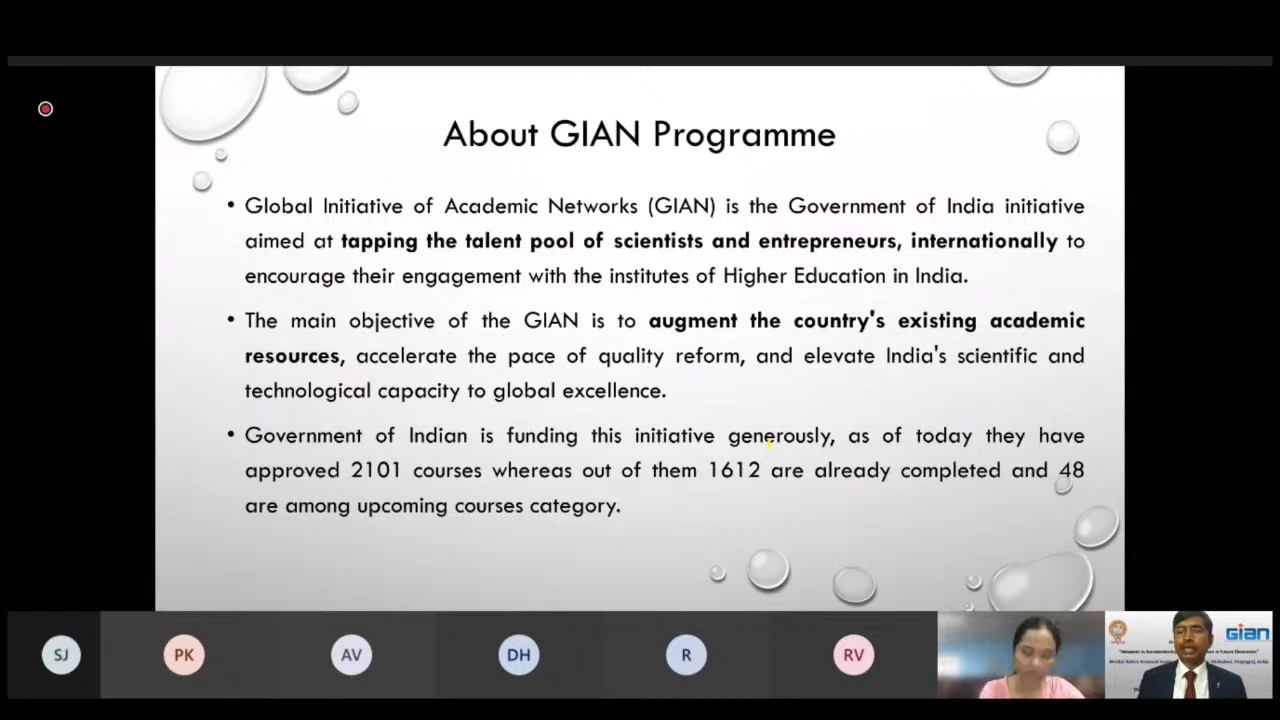 About GIAN Programme
• Global Initiative of Academic Networks (GIAN) is the Government of India initiative
aimed at tapping the talent pool of scientists and entrepreneurs, internationally to
encourage their engagement with the institutes of Higher Education in India.
• The main objective of the GIAN is to augment the country's existing academic
resources, accelerate the pace of quality reform, and elevate India's scientific and
technological capacity to global excellence.
• Government of Indian is funding this initiative generously, as of today they have
approved 2101 courses whereas out of them 1612 are already completed and 48
are among upcoming courses category.
SJ
PK
AV
DH
R
RV
gian